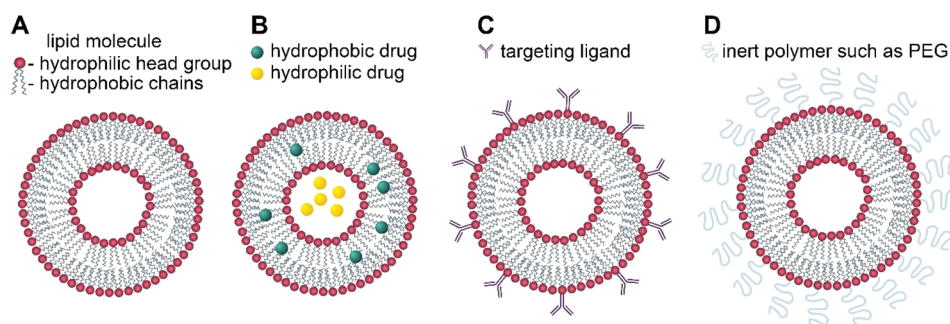 A
lipid molecule
- hydrophilic head group
- hydrophobic chains
B
hydrophobic drug
hydrophilic drug
C
targeting ligand
D
inert polymer such as PEG